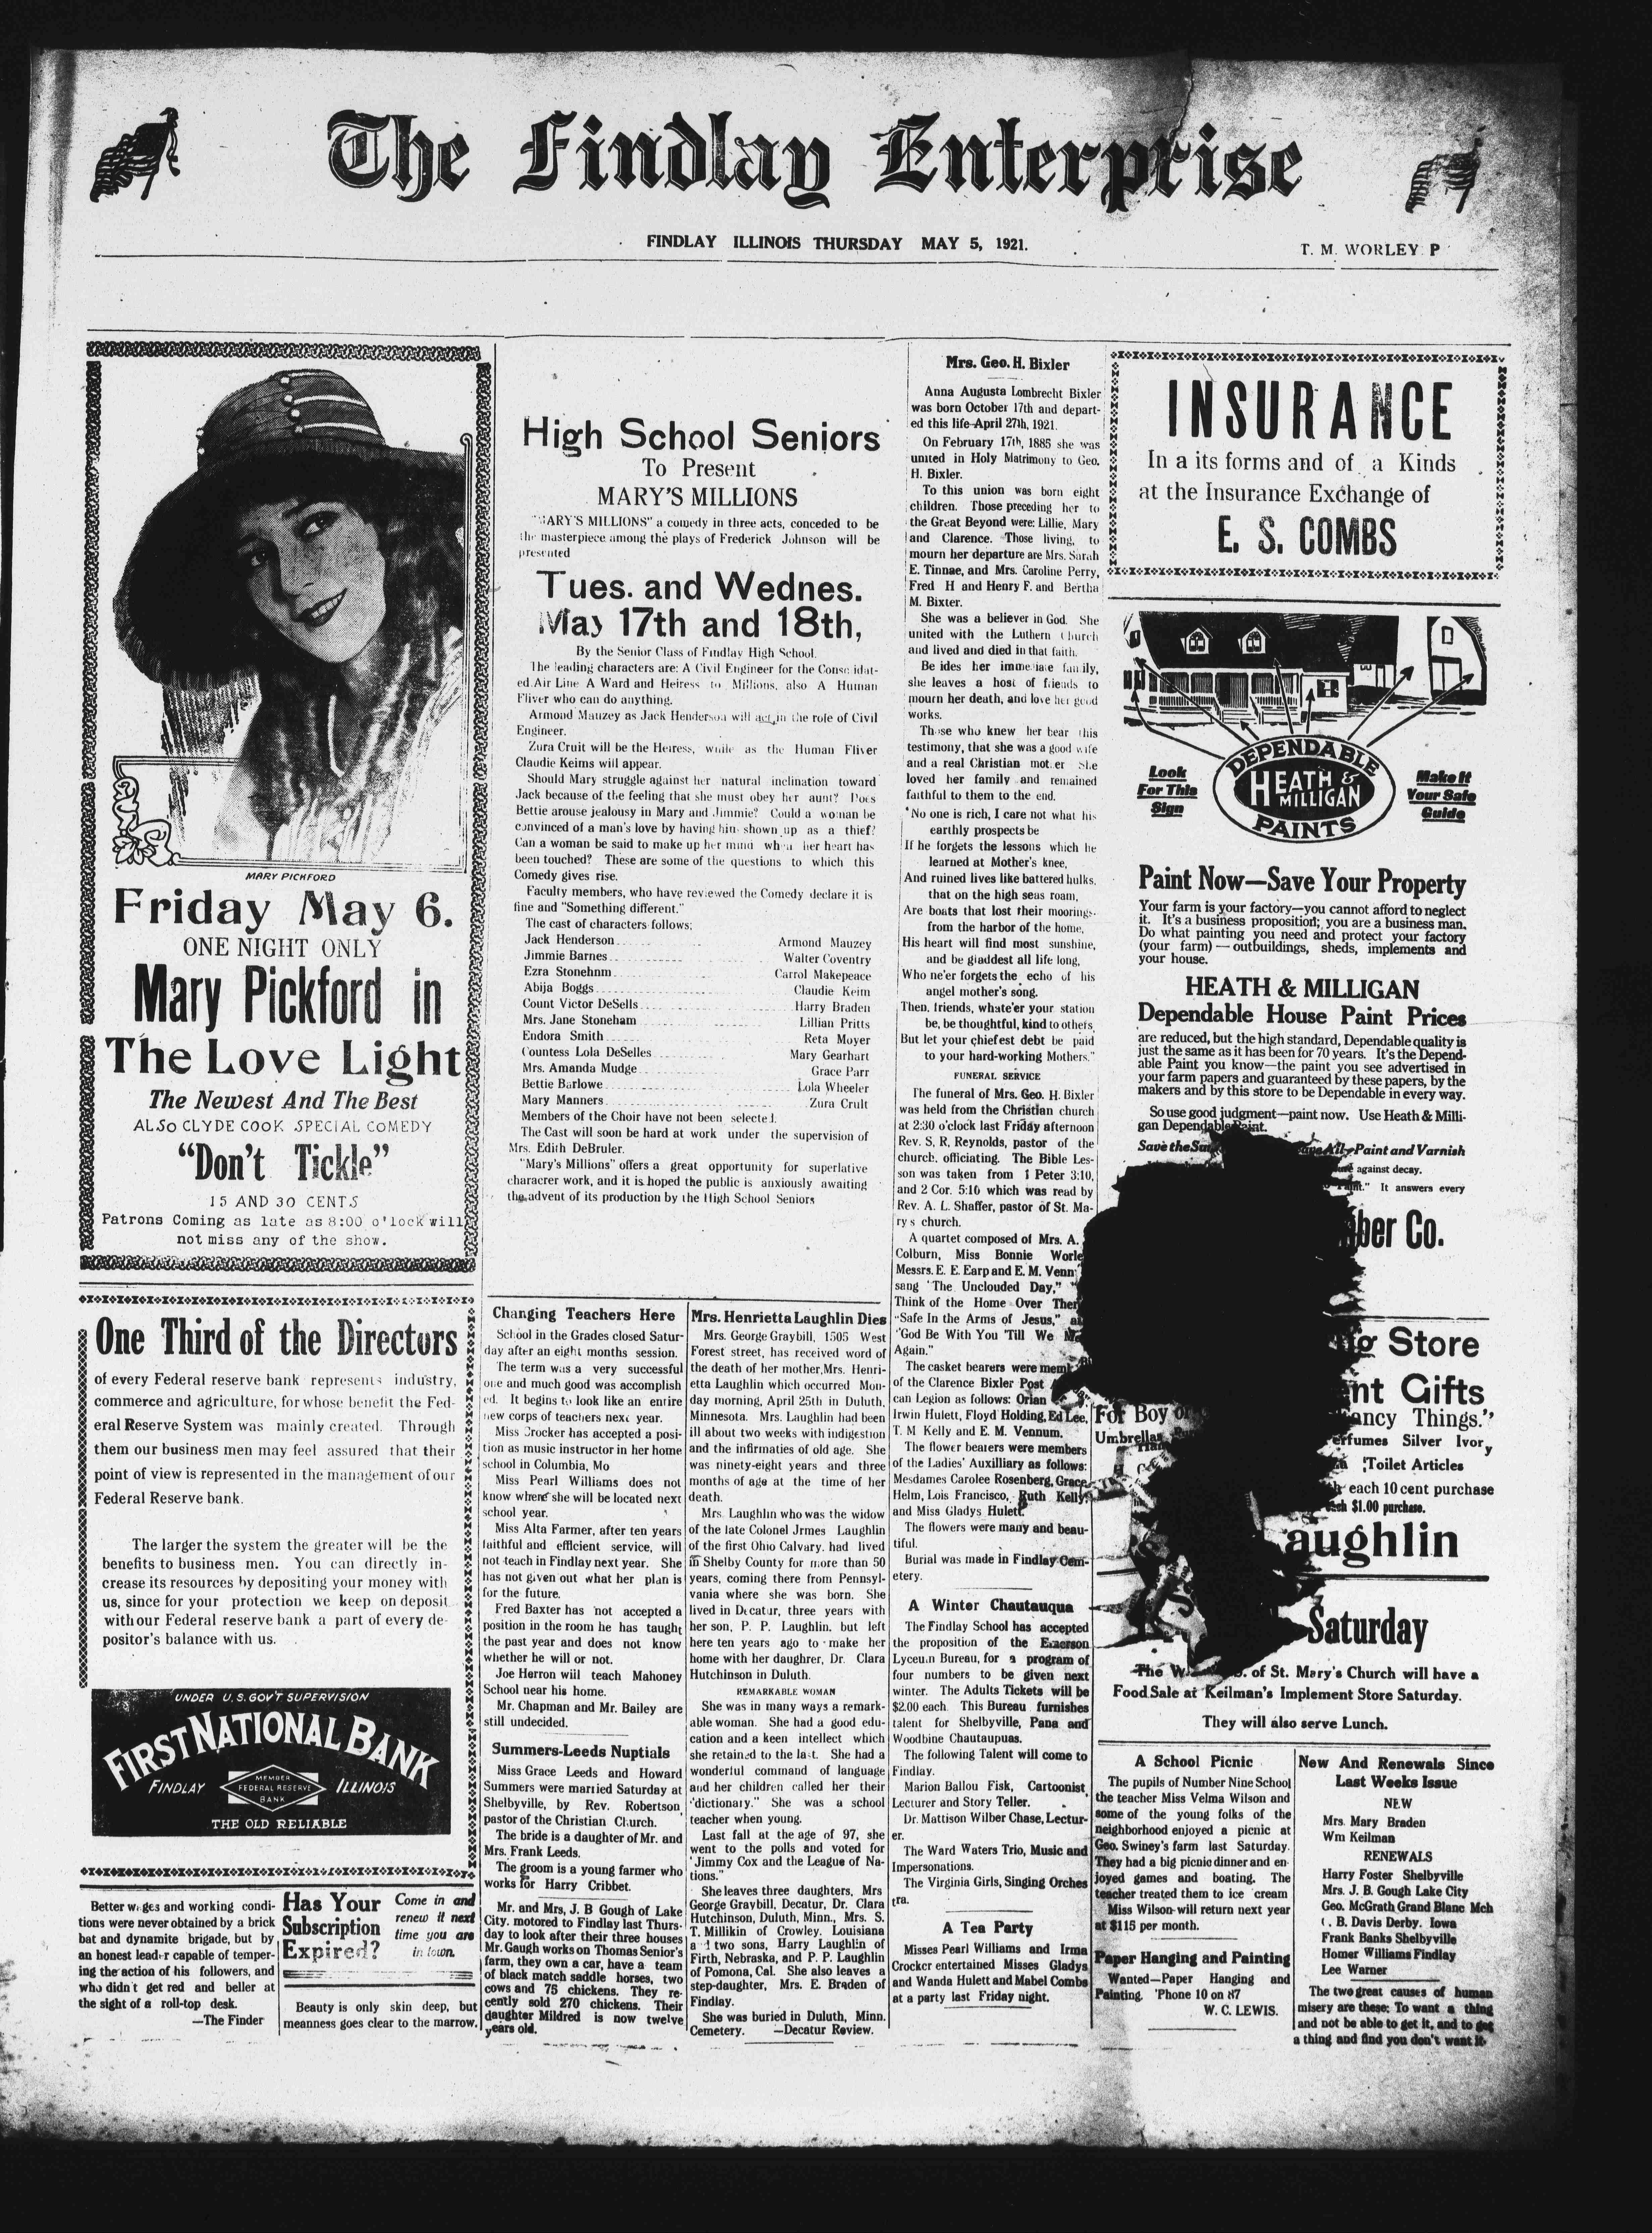 The Findlay Enterprise
FINDLAY ILLINOIS THURSDAY MAY 5, 1921.
T. M. WORLEY P
MARY PICKFORD
Friday May 6.
ONE NIGHT ONLY
Mary Pickford in
The Love Light
The Newest And The Best
ALSO CLYDE COOK SPECIAL COMEDY
"Don't Tickle"
15 AND 30 CENTS
Patrons Coming as late as 8:00 o'lock will
not miss any of the show.
One Third of the Directors
of every Federal reserve bank represents industry,
commerce and agriculture, for whose benefit the Fed-
eral Reserve System was mainly created. Through
them our business men may feel assured that their
point of view is represented in the management of our
Federal Reserve bank.
The larger the system the greater will be the
benefits to business men. You can directly in-
crease its resources by depositing your money with
us, since for your protection we keep on deposit
with our Federal reserve bank a part of every de-
positor's balance with us.
UNDER U.S. GOV'T SUPERVISION
FIRST NATIONAL BANK
FINDLAY
MEMBER
FEDERAL RESERVE
BANK
ILLINOIS
THE OLD RELIABLE
Better wages and working condi-
tions were never obtained by a brick
bat and dynamite brigade, but by
an honest leader capable of temper-
ing the action of his followers, and
who didn't get red and beller at
the sight of a roll-top desk.
—The Finder
Has Your
Subscription
Expired?
Come in and
renew it next
time you are
in town.
Beauty is only skin deep, but
meanness goes clear to the marrow.
High School Seniors
To Present
MARY'S MILLIONS
"MARY'S MILLIONS" a comedy in three acts, conceded to be
the masterpiece among the plays of Frederick Johnson will be
presented
Tues. and Wednes.
May 17th and 18th,
By the Senior Class of Findlay High School.
The leading characters are: A Civil Engineer for the Consolidat-
ed Air Line A Ward and Heiress to Millions, also A Human
Fliver who can do anything.
Armond Mauzey as Jack Henderson will act in the role of Civil
Engineer.
Zura Cruit will be the Heiress, while as the Human Fliver
Claudie Keims will appear.
Should Mary struggle against her natural inclination toward
Jack because of the feeling that she must obey her aunt? Does
Bettie arouse jealousy in Mary and Jimmie? Could a woman be
convinced of a man's love by having him shown up as a thief?
Can a woman be said to make up her mind when her heart has
been touched? These are some of the questions to which this
Comedy gives rise.
Faculty members, who have reviewed the Comedy declare it is
fine and "Something different."
The cast of characters follows;
Jack Henderson Armond Mauzey
Jimmie Barnes Walter Coventry
Ezra Stonehnm Carrol Makepeace
Abija Boggs Claudie Keim
Count Victor DeSells Harry Braden
Mrs. Jane Stoneham Lillian Pritts
Endora Smith Reta Moyer
Countess Lola DeSelles Mary Gearhart
Mrs. Amanda Mudge Grace Parr
Bettie Barlowe Lola Wheeler
Mary Manners Zura Cruit
Members of the Choir have not been selected.
The Cast will soon be hard at work under the supervision of
Mrs. Edith DeBruler.
"Mary's Millions" offers a great opportunity for superlative
characrer work, and it is hoped the public is anxiously awaiting
the advent of its production by the High School Seniors
Changing Teachers Here
School in the Grades closed Satur-
day after an eight months session.
The term was a very successful
one and much good was accomplish
ed. It begins to look like an entire
new corps of teachers next year.
Miss Crocker has accepted a posi-
tion as music instructor in her home
school in Columbia, Mo
Miss Pearl Williams does not
know where she will be located next
school year.
Miss Alta Farmer, after ten years
faithful and efficient service, will
not teach in Findlay next year. She
has not given out what her plan is
for the future.
Fred Baxter has not accepted a
position in the room he has taught
the past year and does not know
whether he will or not.
Joe Herron will teach Mahoney
School near his home.
Mr. Chapman and Mr. Bailey are
still undecided.
Summers-Leeds Nuptials
Miss Grace Leeds and Howard
Summers were married Saturday at
Shelbyville, by Rev. Robertson
pastor of the Christian Church.
The bride is a daughter of Mr. and
Mrs. Frank Leeds.
The groom is a young farmer who
works for Harry Cribbet.
Mr. and Mrs, J. B Gough of Lake
City. motored to Findlay last Thurs-
day to look after their three houses
Mr. Gaugh works on Thomas Senior's
farm, they own a car, have a team
of black match saddle horses, two
cows and 75 chickens. They re-
cently sold 270 chickens. Their
daughter Mildred is now twelve
years old.
Mrs. Henrietta Laughlin Dies
Mrs. George Graybill, 1505 West
Forest street, has received word of
the death of her mother, Mrs. Henri-
etta Laughlin which occurred Mon-
day morning, April 25th in Duluth,
Minnesota. Mrs. Laughlin had been
ill about two weeks with indigestion
and the infirmaties of old age. She
was ninety-eight years and three
months of age at the time of her
death.
Mrs. Laughlin who was the widow
of the late Colonel Jrmes Laughlin
of the first Ohio Calvary. had lived
in Shelby County for more than 50
years, coming there from Pennsyl-
vania where she was born. She
lived in Decatur, three years with
her son, P. P. Laughlin. but left
here ten years ago to make her
home with her daughrer, Dr. Clara
Hutchinson in Duluth.
REMARKABLE WOMAN
She was in many ways a remark-
able woman. She had a good edu-
cation and a keen intellect which
she retained to the last. She had a
wonderful command of language
and her children called her their
"dictionary." She was a school
teacher when young.
Last fall at the age of 97, she
went to the polls and voted for
"Jimmy Cox and the League of Na-
tions."
She leaves three daughters, Mrs
George Graybill, Decatur, Dr. Clara
Hutchinson, Duluth, Minn., Mrs. S.
T. Millikin of Crowley, Louisiana
and two sons, Harry Laughlin of
Firth, Nebraska, and P. P. Laughlin
of Pomona, Cal. She also leaves a
step-daughter, Mrs. E. Braden of
Findlay.
She was buried in Duluth, Minn.
Cemetery. —Decatur Review.
Mrs. Geo. H. Bixler
Anna Augusta Lombrecht Bixler
was born October 17th and depart-
ed this life April 27th, 1921.
On February 17th, 1885 she was
united in Holy Matrimony to Geo.
H. Bixler.
To this union was born eight
children. Those preceding her to
the Great Beyond were: Lillie, Mary
and Clarence. Those living, to
mourn her departure are Mrs. Sarah
E. Tinnae, and Mrs. Caroline Perry,
Fred H and Henry F. and Bertha
M. Bixter.
She was a believer in God. She
united with the Luthern Church
and lived and died in that faith.
Be ides her immediate family,
she leaves a host of friends to
mourn her death, and love her good
works.
Those who knew her bear this
testimony, that she was a good wife
and a real Christian mother She
loved her family and remained
faithful to them to the end.
"No one is rich, I care not what his
earthly prospects be
If he forgets the lessons which he
learned at Mother's knee,
And ruined lives like battered hulks,
that on the high seas roam,
Are boats that lost their moorings
from the harbor of the home,
His heart will find most sunshine,
and be gladdest all life long,
Who ne'er forgets the echo of his
angel mother's song.
Then, friends, whate'er your station
be, be thoughtful, kind to others,
But let your chiefest debt be paid
to your hard-working Mothers."
FUNERAL SERVICE
The funeral of Mrs. Geo. H. Bixler
was held from the Christian church
at 2:30 o'clock last Friday afternoon
Rev. S. R. Reynolds, pastor of the
church, officiating. The Bible Les-
son was taken from 1 Peter 3:10,
and 2 Cor. 5:10 which was read by
Rev. A. L. Shaffer, pastor of St. Ma-
ry s church.
A quartet composed of Mrs. A.
Colburn, Miss Bonnie Worle
Messrs. E. E. Earp and E. M. Venn
sang 'The Unclouded Day,"
Think of the Home Over Ther
"Safe In the Arms of Jesus,"
"God Be With You 'Till We
Again."
The casket bearers were mem
of the Clarence Bixler Post
can Legion as follows: Orian
Irwin Hulett, Floyd Holding, Ed Lee,
T. M Kelly and E. M. Vennum.
The flower bearers were members
of the Ladies' Auxilliary as follows:
Mesdames Carolee Rosenberg, Grace
Helm, Lois Francisco, Ruth Kelly,
and Miss Gladys Hulett.
The flowers were many and beau-
tiful.
Burial was made in Findlay Cem-
etery.
A Winter Chautauqua
The Findlay School has accepted
the proposition of the Emerson
Lyceum Bureau, for a program of
four numbers to be given next
winter. The Adults Tickets will be
$2.00 each. This Bureau furnishes
talent for Shelbyville, Pana and
Woodbine Chautaupuas.
The following Talent will come to
Findlay.
Marion Ballou Fisk, Cartoonist
Lecturer and Story Teller.
Dr. Mattison Wilber Chase, Lectur-
er.
The Ward Waters Trio, Music and
Impersonations.
The Virginia Girls, Singing Orches
tra.
A Tea Party
Misses Pearl Williams and Irma
Crocker entertained Misses Gladys
and Wanda Hulett and Mabel Combs
at a party last Friday night.
INSURANCE
In a its forms and of a Kinds
at the Insurance Exchange of
E. S. COMBS
Look
For This
Sign
DEPENDABLE
HEATH &
MILLIGAN
PAINTS
Make It
Your Safe
Guide
Paint Now—Save Your Property
Your farm is your factory—you cannot afford to neglect
it. It's a business proposition; you are a business man.
Do what painting you need and protect your factory
(your farm) — outbuildings, sheds, implements and
your house.
HEATH & MILLIGAN
Dependable House Paint Prices
are reduced, but the high standard, Dependable quality is
just the same as it has been for 70 years. It's the Depend-
able Paint you know—the paint you see advertised in
your farm papers and guaranteed by these papers, by the
makers and by this store to be Dependable in every way.
So use good judgment—paint now. Use Heath & Milli-
gan Dependable Paint.
Save the All—Paint and Varnish
against decay.
It answers every
ber Co.
Store
nt Gifts
For Boy
ancy Things."
Umbrellas
erfumes Silver Ivory
Toilet Articles
each 10 cent purchase
$1.00 purchase.
aughlin
Saturday
The W of St. Mary's Church will have a
Food Sale at Keilman's Implement Store Saturday.
They will also serve Lunch.
A School Picnic
The pupils of Number Nine School
the teacher Miss Velma Wilson and
some of the young folks of the
neighborhood enjoyed a picnic at
Geo. Swiney's farm last Saturday.
They had a big picnic dinner and en-
joyed games and boating. The
teacher treated them to ice cream
Miss Wilson will return next year
at $115 per month.
Paper Hanging and Painting
Wanted—Paper Hanging and
Painting. 'Phone 10 on 87
W. C. LEWIS.
New And Renewals Since
Last Weeks Issue
NEW
Mrs. Mary Braden
Wm Keilman
RENEWALS
Harry Foster Shelbyville
Mrs. J. B. Gough Lake City
Geo. McGrath Grand Blanc Mch
. B. Davis Derby. Iowa
Frank Banks Shelbyville
Homer Williams Findlay
Lee Warner
The two great causes of human
misery are these: To want a thing
and not be able to get it, and to get
a thing and find you don't want it.